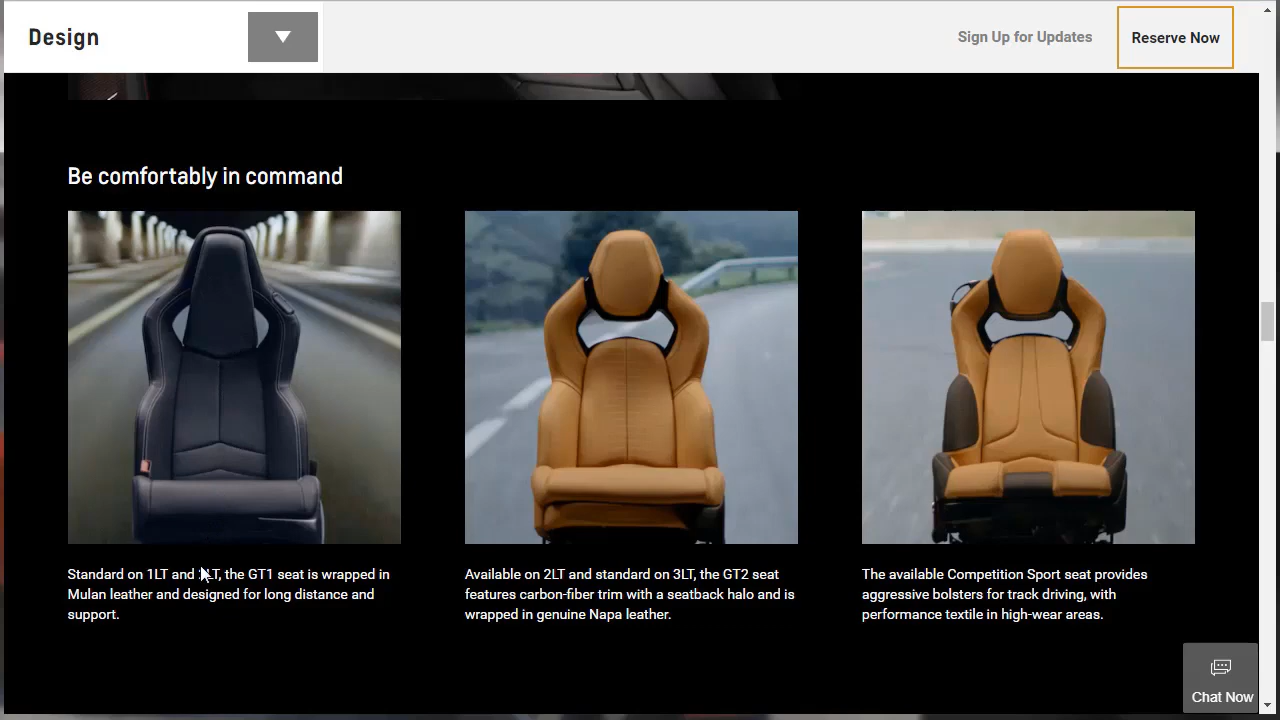 Design
Sign Up for Updates
Reserve Now
Be comfortably in command
Standard on 1LT and 2LT, the GT1 seat is wrapped in
Mulan leather and designed for long distance and
support.
Available on 2LT and standard on 3LT, the GT2 seat
features carbon-fiber trim with a seatback halo and is
wrapped in genuine Napa leather.
The available Competition Sport seat provides
aggressive bolsters for track driving, with
performance textile in high-wear areas.
Chat Now